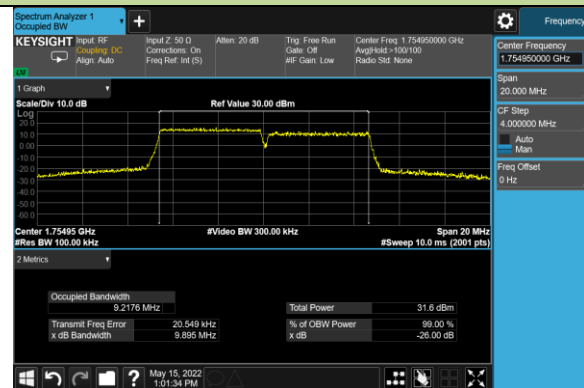 Spectrum Analyzer 1
Occupied BW
Frequency
KEYSIGHT
Input: RF
Coupling: DC
Align: Auto
Input Z: 50 Ω
Corrections: On
Freq Ref: Int (S)
Atten: 20 dB
Trig: Free Run
Gate: Off
#IF Gain: Low
Center Freq: 1.754950000 GHz
Avg|Hold:>100/100
Radio Std: None
Center Frequency
1.754950000 GHz
Span
20.000 MHz
CF Step
4.000000 MHz
Auto
Man
Freq Offset
0 Hz
1 Graph
Scale/Div 10.0 dB
Ref Value 30.00 dBm
Log
20.0
10.0
0.00
-10.0
-20.0
-30.0
-40.0
-50.0
-60.0
Center 1.75495 GHz
#Video BW 300.00 kHz
Span 20 MHz
#Res BW 100.00 kHz
#Sweep 10.0 ms (2001 pts)
2 Metrics
Occupied Bandwidth
9.2176 MHz
Total Power
31.6 dBm
Transmit Freq Error
20.549 kHz
% of OBW Power
99.00 %
x dB Bandwidth
9.895 MHz
x dB
-26.00 dB
?
May 15, 2022
1:01:34 PM